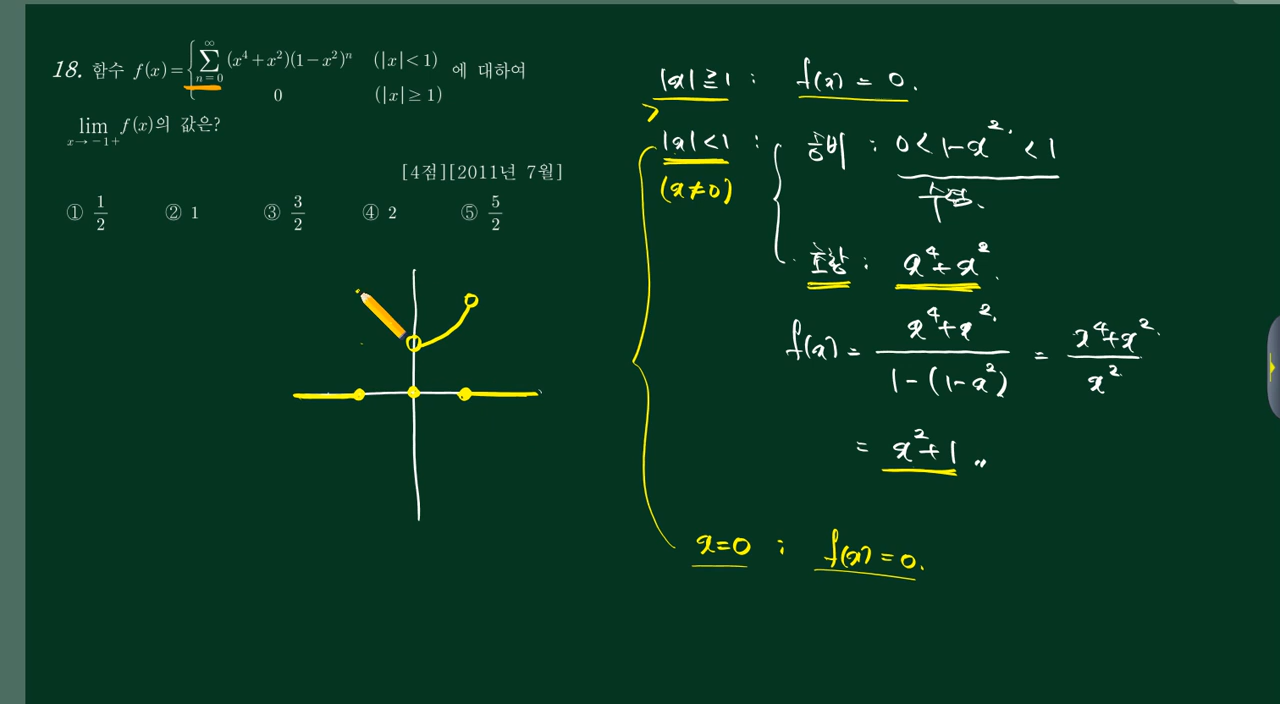 18. 함수 f(x)={ ∑_{n=0}^{∞} (x⁴+x²)(1-x²)ⁿ (|x|<1)
0 (|x|≥1) 에 대하여
lim_{x→-1+} f(x)의 값은?
[4점][2011년 7월]
① 1/2 ② 1 ③ 3/2 ④ 2 ⑤ 5/2
|x|≥1 : f(x) = 0.
|x|<1 : 공비 : 0<1-x²<1
(x≠0) 수렴.
초항 : x⁴+x².
f(x) = (x⁴+x²)/(1-(1-x²)) = (x⁴+x²)/x²
= x²+1 〃
x=0 : f(x)=0.